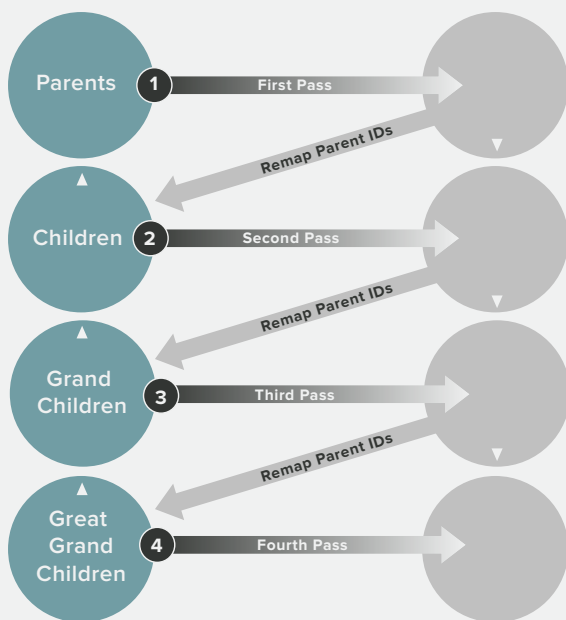 Parents
1
First Pass
Remap Parent IDs
Children
2
Second Pass
Remap Parent IDs
Grand
Children
3
Third Pass
Remap Parent IDs
Great
Grand
Children
4
Fourth Pass